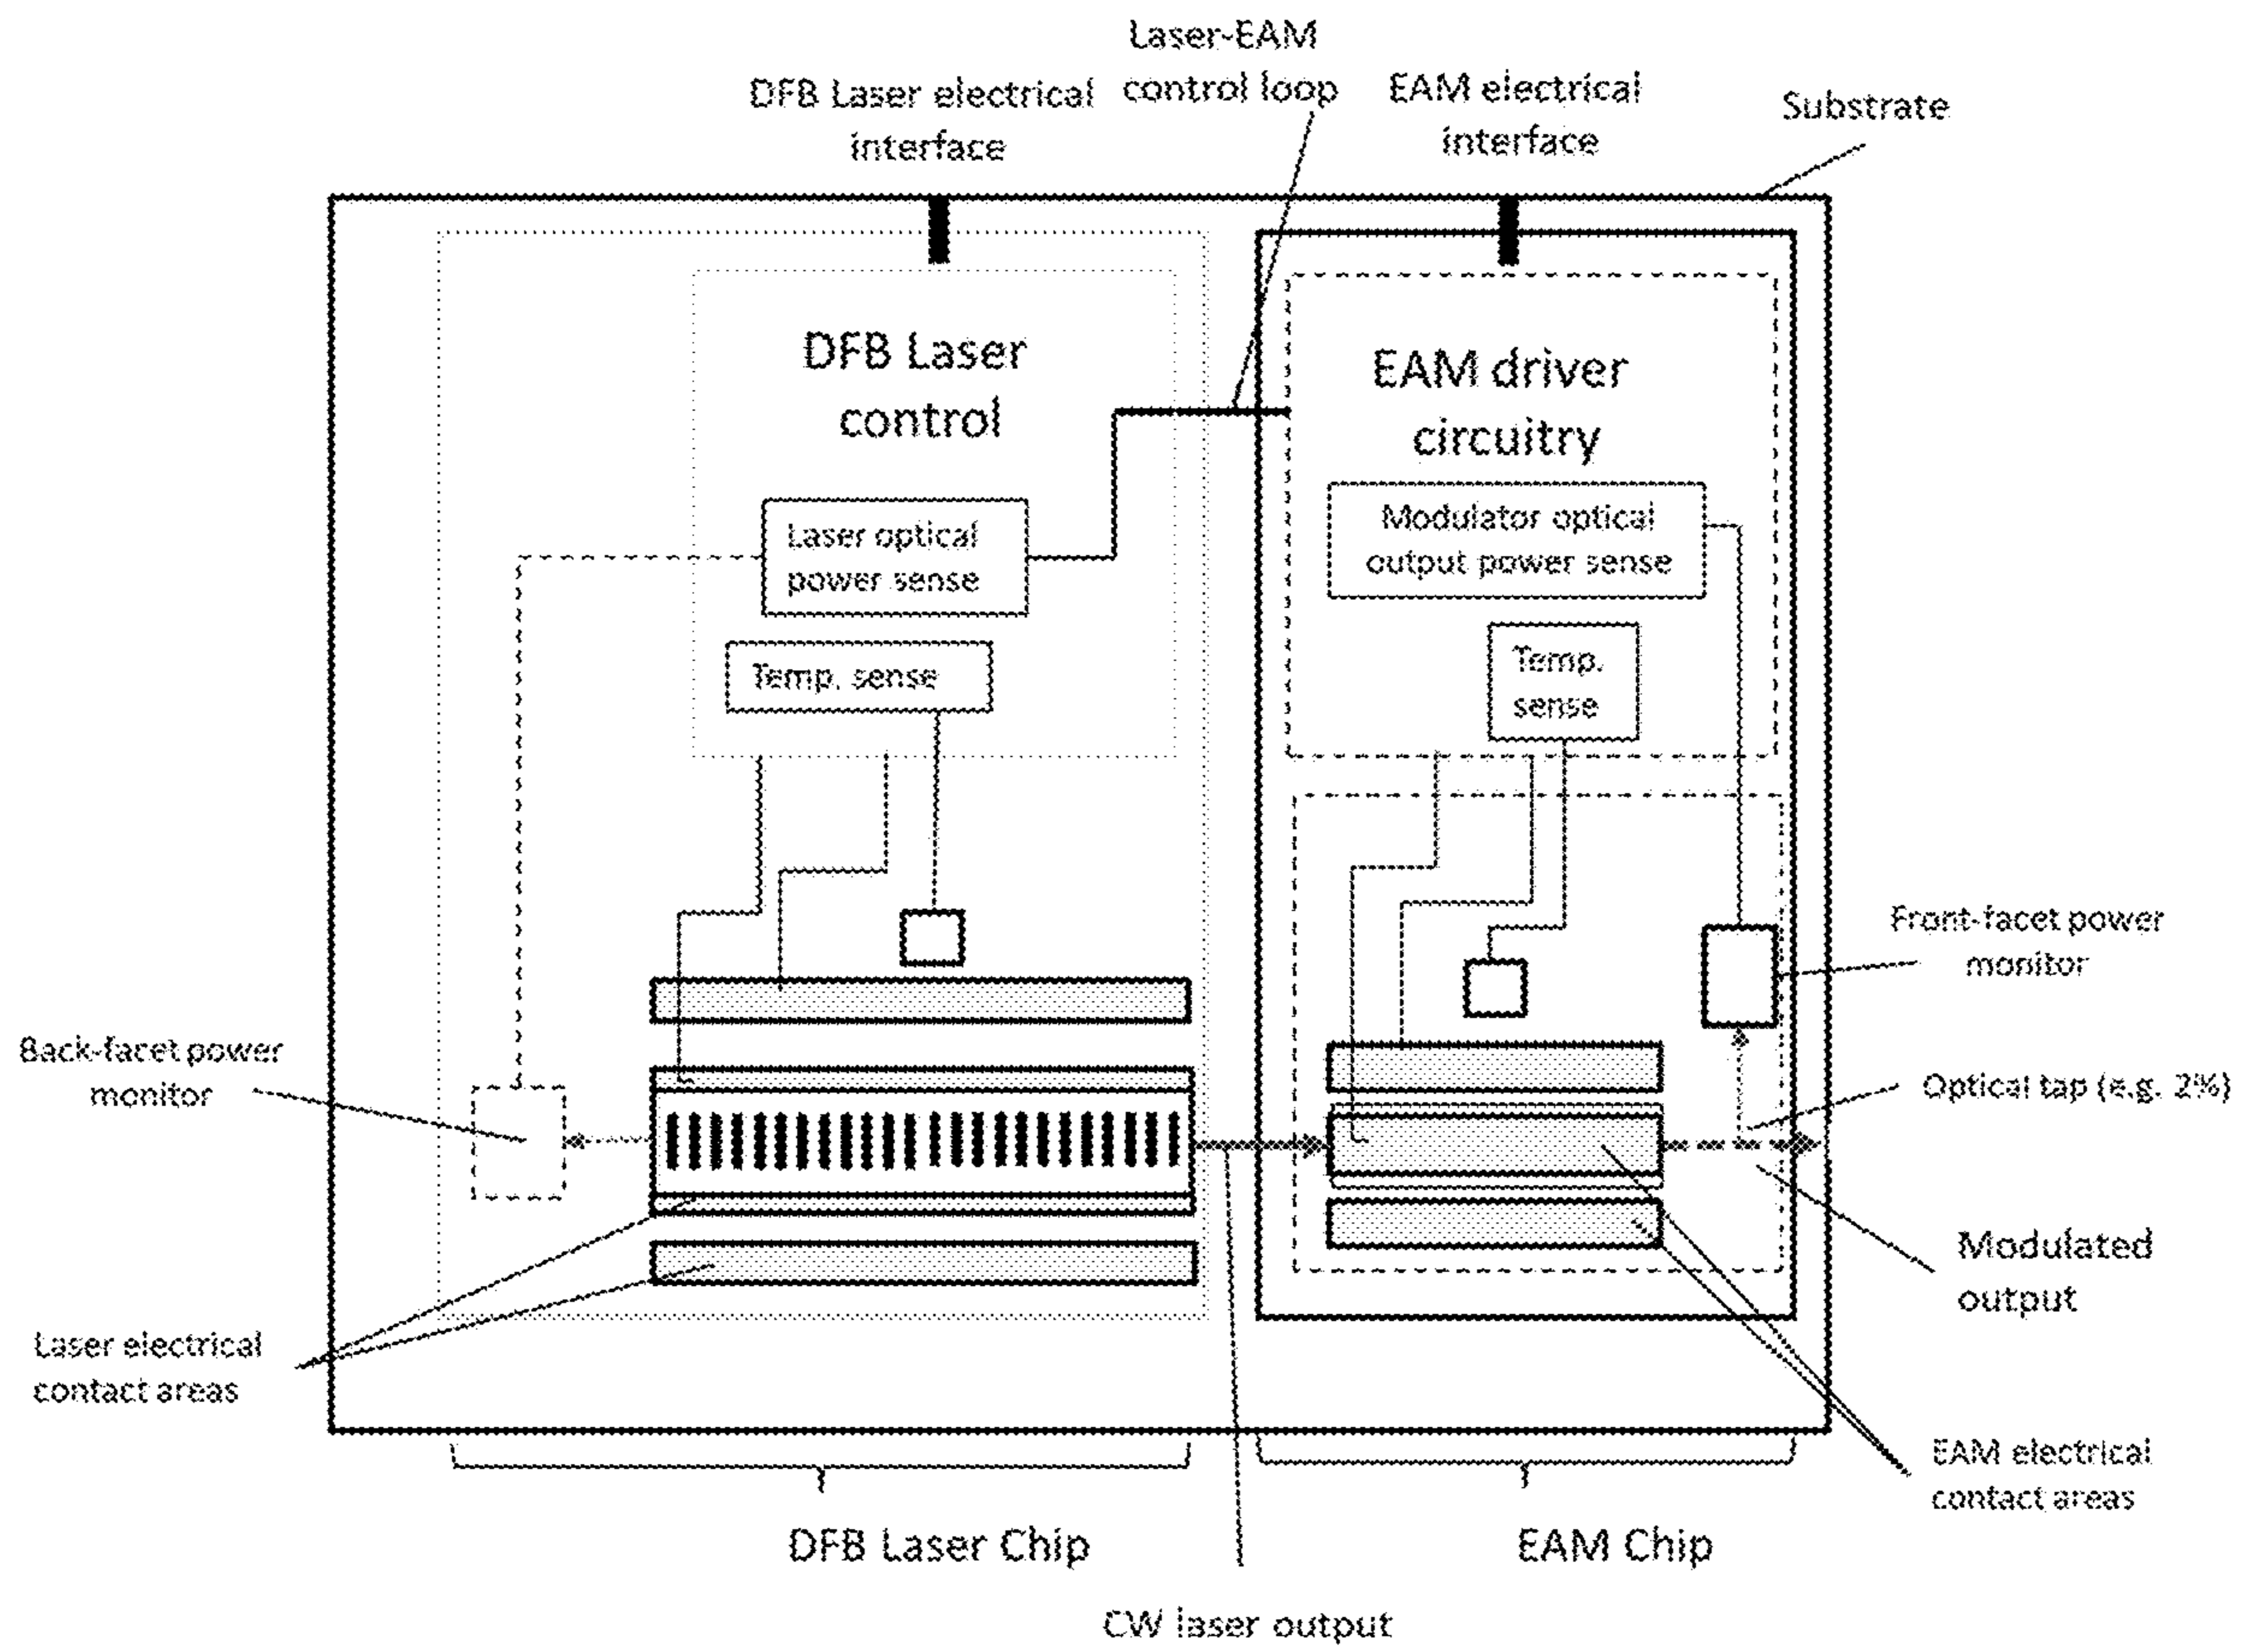 Laser-EAM
control loop
DFB Laser electrical
interface
EAM electrical
interface
Substrate
DFB Laser
control
EAM driver
circuitry
Laser optical
power sense
Modulator optical
output power sense
Temp. sense
Temp.
sense
Front-facet power
monitor
Back-facet power
monitor
Optical tap (e.g. 2%)
Modulated
output
Laser electrical
contact areas
EAM electrical
contact areas
DFB Laser Chip
EAM Chip
CW laser output